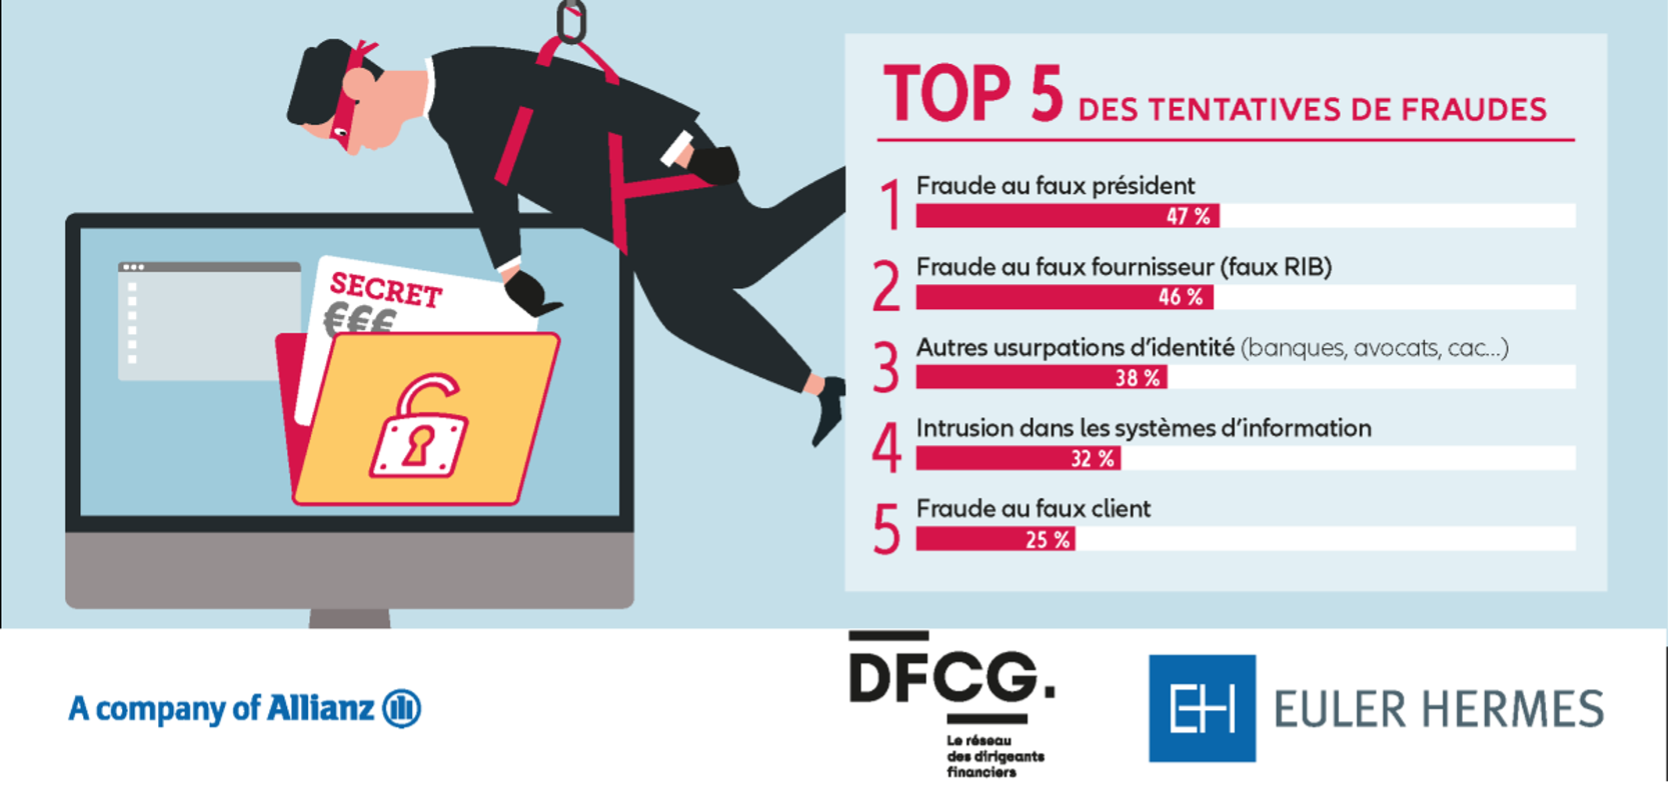 SECRET
€€€
TOP 5 DES TENTATIVES DE FRAUDES
1 Fraude au faux président
47 %
2 Fraude au faux fournisseur (faux RIB)
46 %
3 Autres usurpations d'identité (banques, avocats, cac...)
38 %
4 Intrusion dans les systèmes d'information
32 %
5 Fraude au faux client
25 %
A company of Allianz
DFCG.
Le réseau
des dirigeants
financiers
EH EULER HERMES